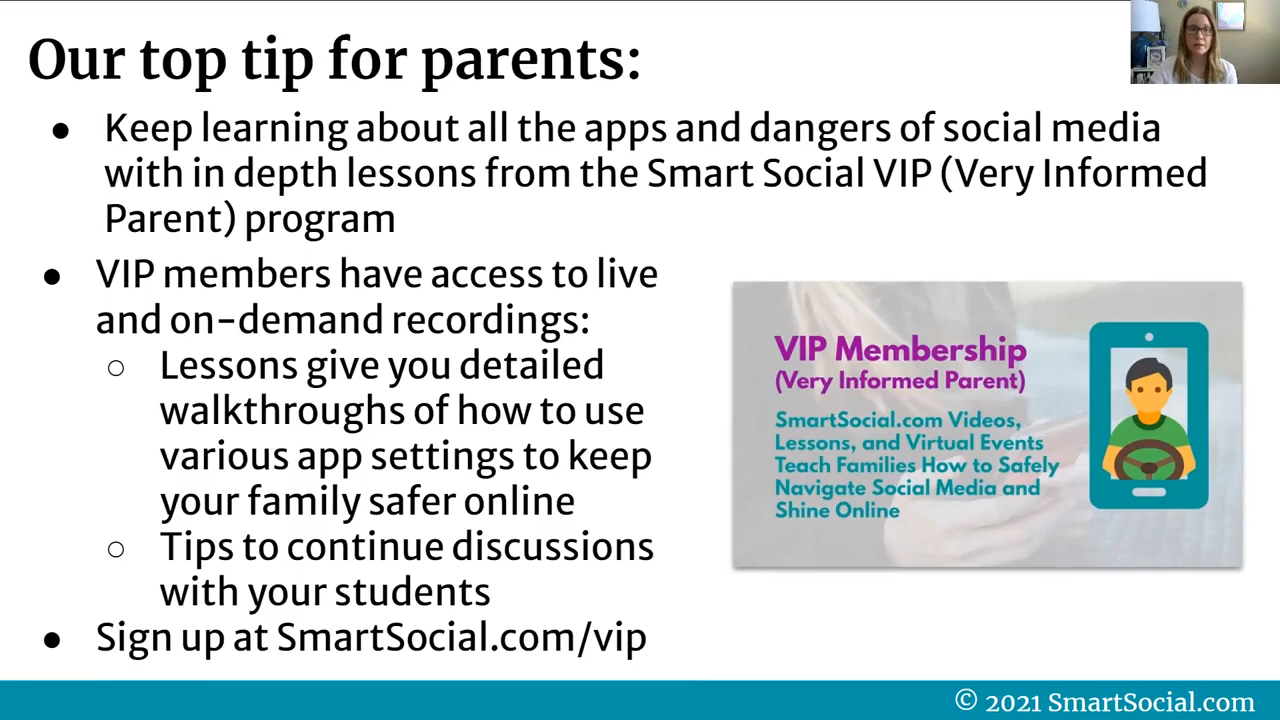 Our top tip for parents:
● Keep learning about all the apps and dangers of social media
with in depth lessons from the Smart Social VIP (Very Informed
Parent) program
● VIP members have access to live
and on-demand recordings:
○ Lessons give you detailed
walkthroughs of how to use
various app settings to keep
your family safer online
○ Tips to continue discussions
with your students
● Sign up at SmartSocial.com/vip
VIP Membership
(Very Informed Parent)
SmartSocial.com Videos,
Lessons, and Virtual Events
Teach Families How to Safely
Navigate Social Media and
Shine Online
© 2021 SmartSocial.com